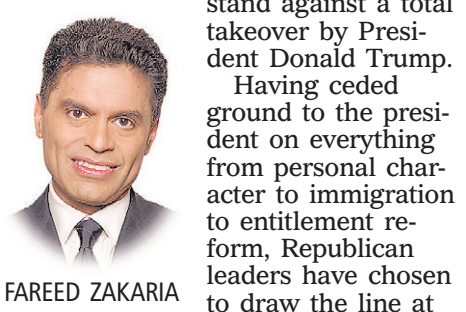 stand against a total
takeover by Presi-
dent Donald Trump.
Having ceded
ground to the presi-
dent on everything
from personal char-
acter to immigration
to entitlement re-
form, Republican
leaders have chosen
to draw the line at
FAREED ZAKARIA